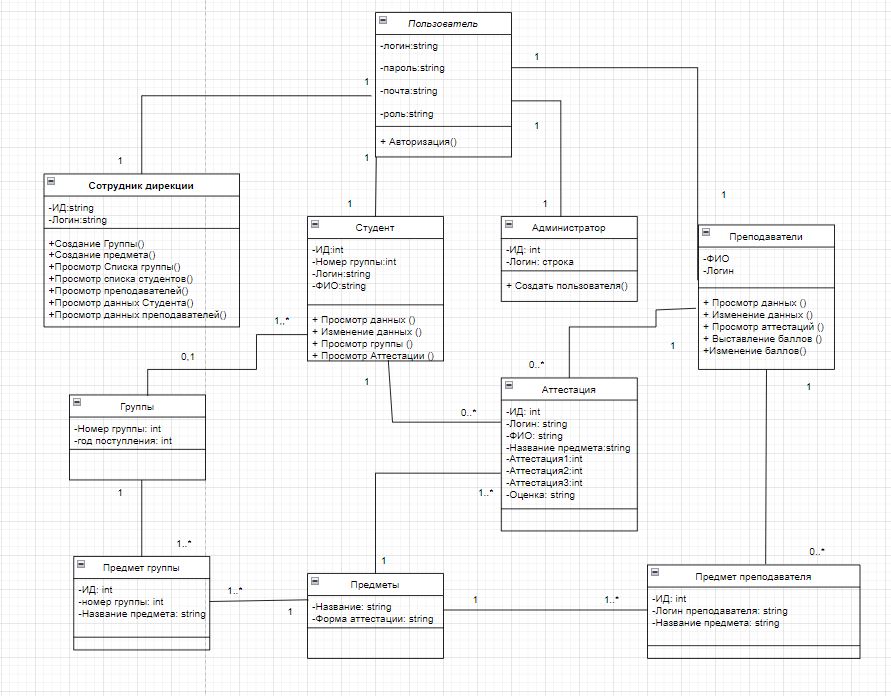 Пользователь
-логин:string
-пароль:string
-почта:string
-роль:string
+ Авторизация()
1
1
1
1
1
1
1
1
Сотрудник дирекции
-ИД:string
-Логин:string
+Создание Группы()
+Создание предмета()
+Просмотр Списка группы()
+Просмотр списка студентов()
+Просмотр преподавателей()
+Просмотр данных Студента()
+Просмотр данных преподавателей()
Студент
-ИД:int
-Номер группы:int
-Логин:string
-ФИО:string
+ Просмотр данных ()
+ Изменение данных ()
+ Просмотр группы ()
+ Просмотр Аттестации ()
Администратор
-ИД: int
-Логин: строка
+ Создать пользователя()
Преподаватели
-ФИО
-Логин
+ Просмотр данных ()
+ Изменение данных ()
+ Просмотр аттестаций ()
+ Выставление баллов ()
+Изменение баллов()
1,,*
0,1
1
0..*
1
0..*
1
Группы
-Номер группы: int
-год поступления: int
Аттестация
-ИД: int
-Логин: string
-ФИО: string
-Название предмета:string
-Аттестация1:int
-Аттестация2:int
-Аттестация3:int
-Оценка: string
1
1..*
1..*
1
0..*
Предмет группы
-ИД: int
-номер группы: int
-Название предмета: string
1..*
1
Предметы
-Название: string
-Форма аттестации: string
1
1..*
Предмет преподавателя
-ИД: int
-Логин преподавателя: string
-Название предмета: string